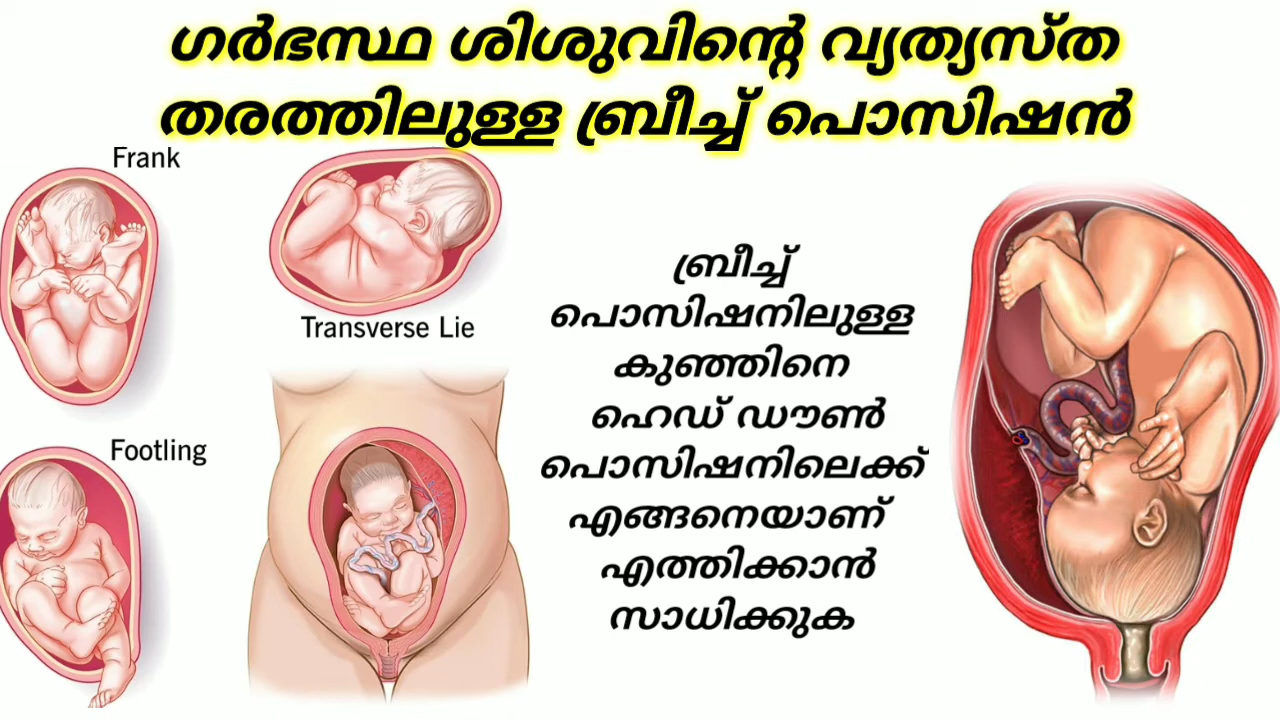 ഗർഭസ്ഥ ശിശുവിന്റെ വ്യത്യസ്ത
തരത്തിലുള്ള ബ്രീച്ച് പൊസിഷൻ
Frank
Transverse Lie
Footling
ബ്രീച്ച്
പൊസിഷനിലുള്ള
കുഞ്ഞിനെ
ഹെഡ് ഡൗൺ
പൊസിഷനിലെക്ക്
എങ്ങനെയാണ്
എത്തിക്കാൻ
സാധിക്കുക